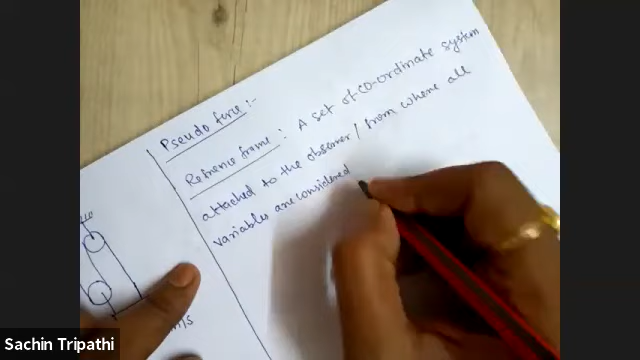 Pseudo force :-
Refrence frame : A set of co-ordinate system
attached to the observer / from where all
variables are considered
m/s
Sachin Tripathi